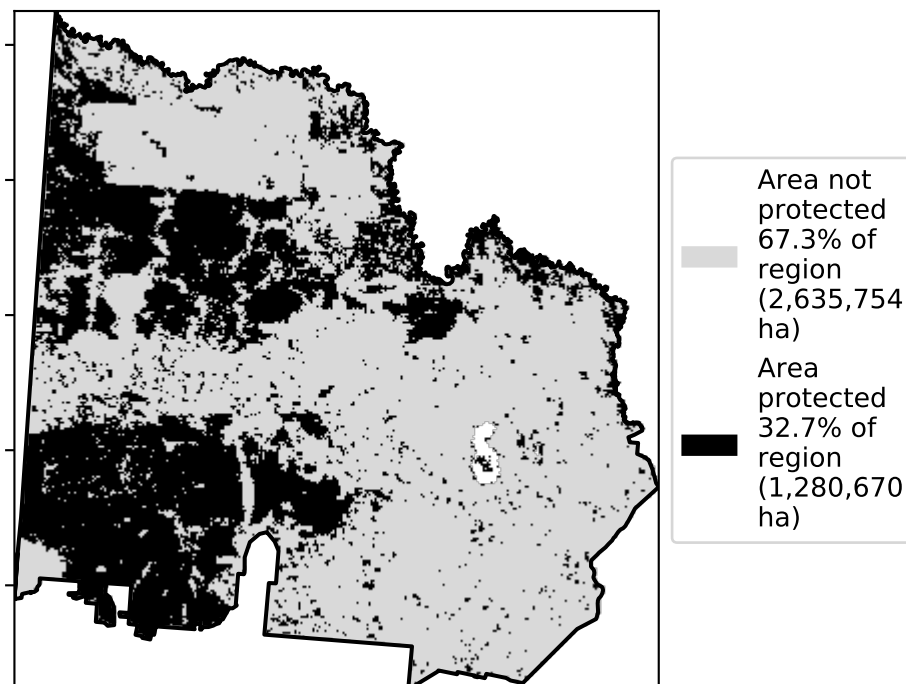 Area not
protected
67.3% of
region
(2,635,754
ha)
Area
protected
32.7% of
region
(1,280,670
ha)